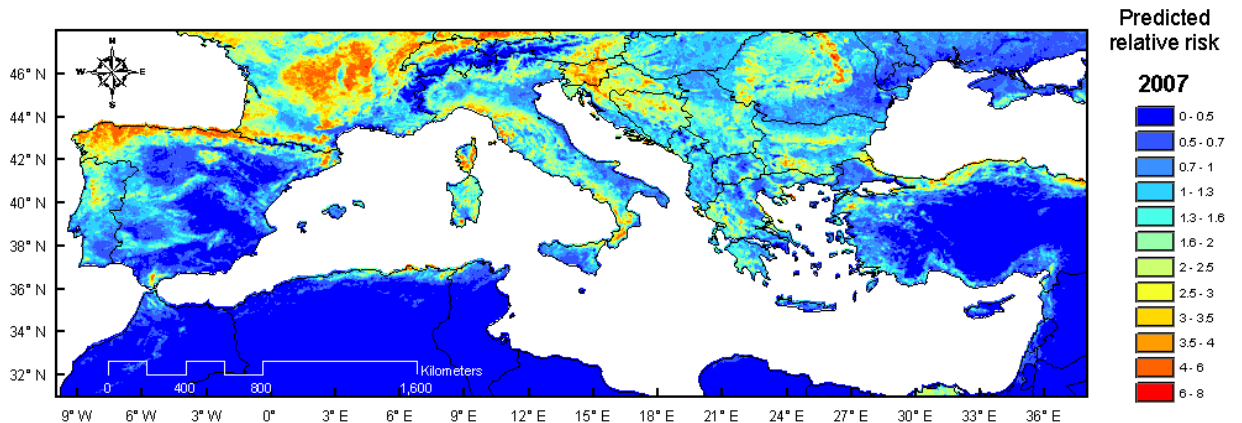 Predicted
relative risk
2007
0 - 0.5
0.5 - 0.7
0.7 - 1
1 - 1.3
1.3 - 1.6
1.6 - 2
2 - 2.5
2.5 - 3
3 - 3.5
3.5 - 4
4 - 6
6 - 8
N
W E
S
46° N
44° N
42° N
40° N
38° N
36° N
34° N
32° N
Kilometers
0 400 800 1,600
9° W 6° W 3° W 0° 3° E 6° E 9° E 12° E 15° E 18° E 21° E 24° E 27° E 30° E 33° E 36° E